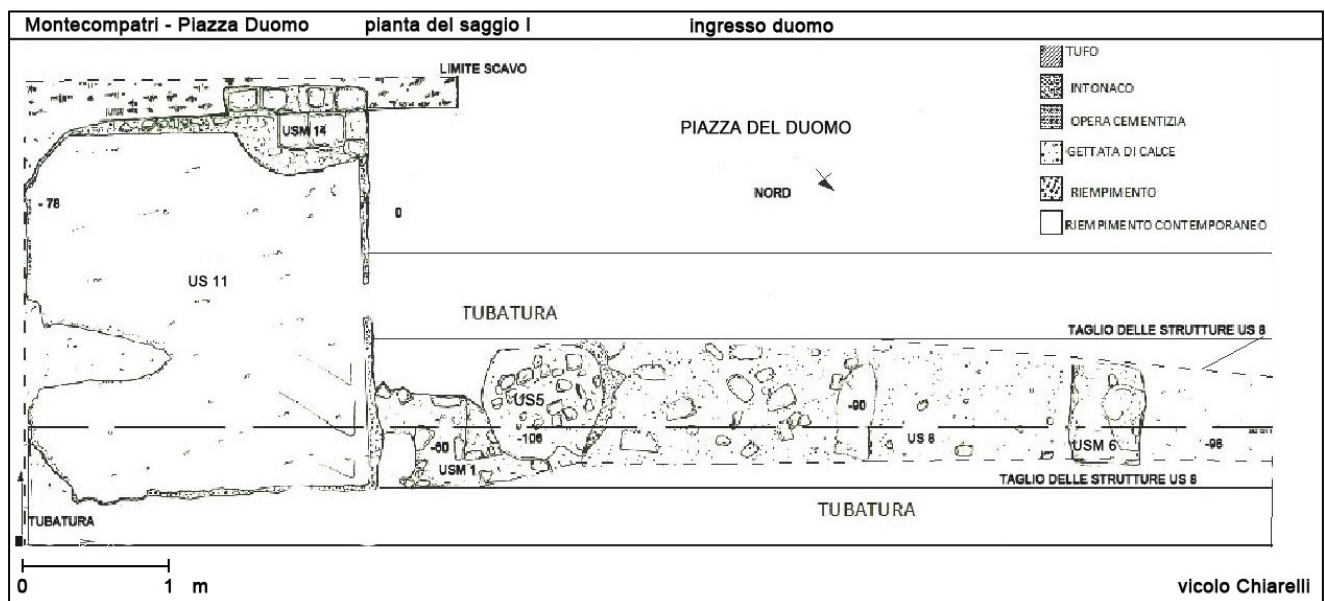 Montecompatri - Piazza Duomo pianta del saggio I ingresso duomo
LIMITE SCAVO
TUFO
INTONACO
OPERA CEMENTIZIA
GETTATA DI CALCE
RIEMPIMENTO
RIEMPIMENTO CONTEMPORANEO
USM 14
PIAZZA DEL DUOMO
NORD
- 78
0
US 11
TUBATURA
TAGLIO DELLE STRUTTURE US 8
US5
-106
-90
US 8
-60
USM 1
USM 6
-98
TAGLIO DELLE STRUTTURE US 8
TUBATURA
TUBATURA
0 1 m
vicolo Chiarelli